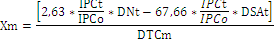 Xm = [2,63 * IPCt/IPCo * DNt − 67,66 * IPCt/IPCo * DSAt] / DTCm